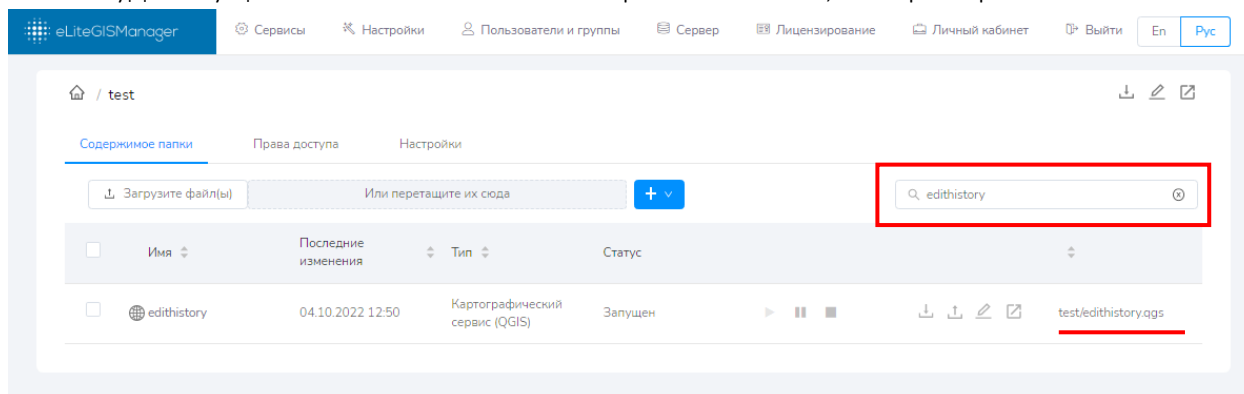 eLiteGISManager Сервисы Настройки Пользователи и группы Сервер Лицензирование Личный кабинет Выйти En Рус
/ test
Содержимое папки Права доступа Настройки
Загрузите файл(ы) Или перетащите их сюда + edithistory
Имя Последние изменения Тип Статус
edithistory 04.10.2022 12:50 Картографический сервис (QGIS) Запущен test/edithistory.qgs